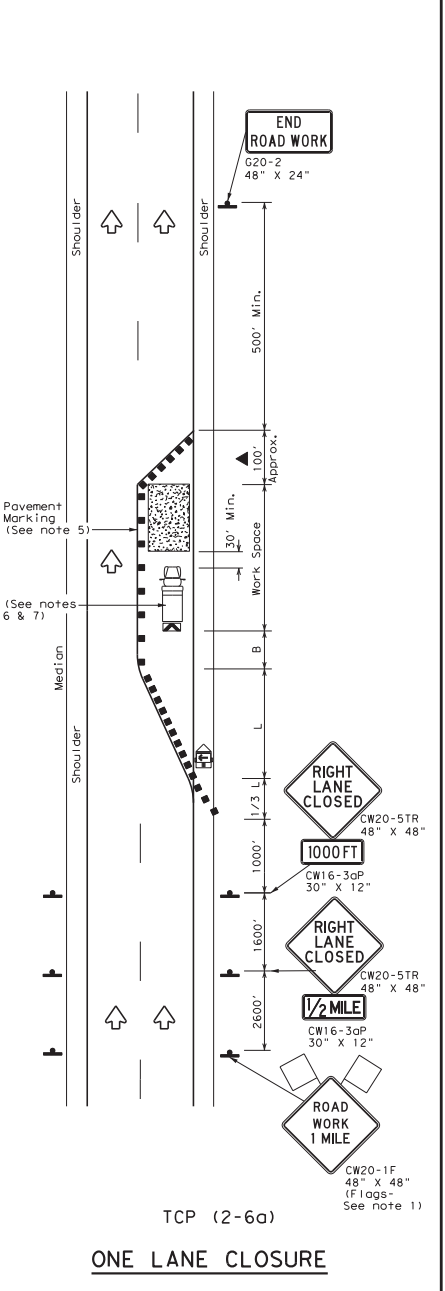 END
ROAD WORK
G20-2
48" X 24"
Shoulder
Shoulder
500' Min.
100'
Approx.
Pavement
Marking
(See note 5)
30' Min.
Work Space
(See notes
6 & 7)
B
Median
Shoulder
L
1/3 L
RIGHT
LANE
CLOSED
CW20-5TR
48" X 48"
1000 FT
CW16-3aP
30" X 12"
1000'
1600'
RIGHT
LANE
CLOSED
CW20-5TR
48" X 48"
1/2 MILE
CW16-3aP
30" X 12"
2600'
ROAD
WORK
1 MILE
CW20-1F
48" X 48"
(Flags-
See note 1)
TCP (2-6a)
ONE LANE CLOSURE